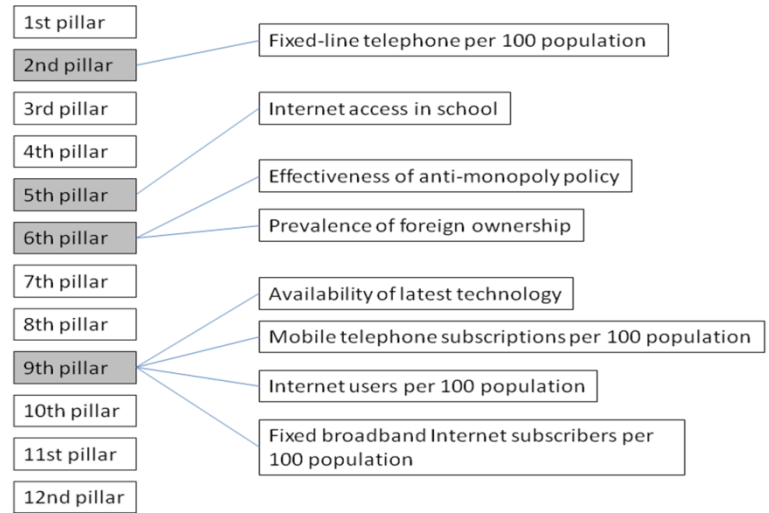 1st pillar
2nd pillar
3rd pillar
4th pillar
5th pillar
6th pillar
7th pillar
8th pillar
9th pillar
10th pillar
11st pillar
12nd pillar
Fixed-line telephone per 100 population
Internet access in school
Effectiveness of anti-monopoly policy
Prevalence of foreign ownership
Availability of latest technology
Mobile telephone subscriptions per 100 population
Internet users per 100 population
Fixed broadband Internet subscribers per
100 population